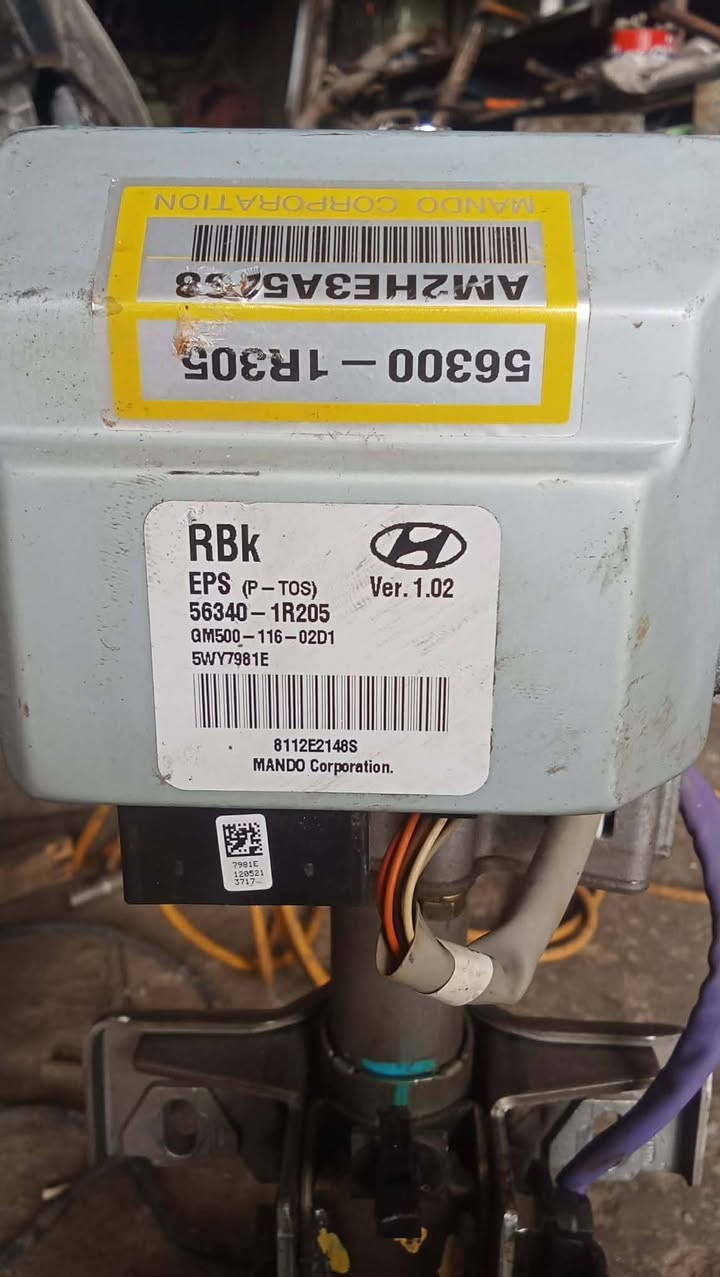 MANDO CORPORATION
56300-1R305
RBk
EPS (P-TOS)
Ver. 1.02
56340-1R205
GM500-116-02D1
5WY7981E
8112E2148S
MANDO Corporation.
7981E
120521
3717-